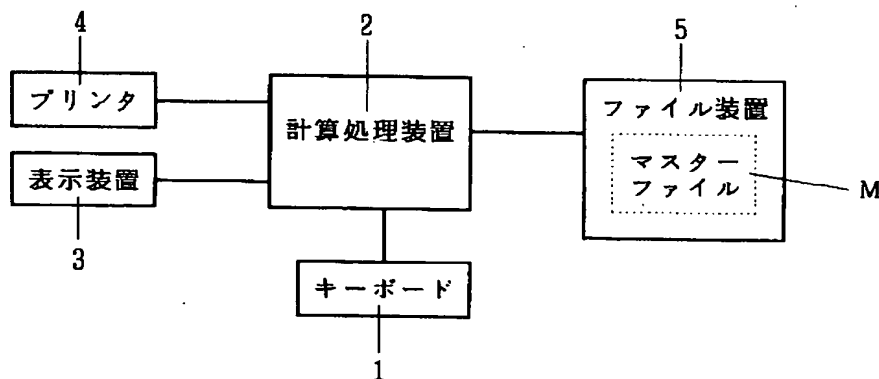 4
2
5
プリンタ
計算処理装置
ファイル装置
マスター
ファイル
M
表示装置
3
キーボード
1